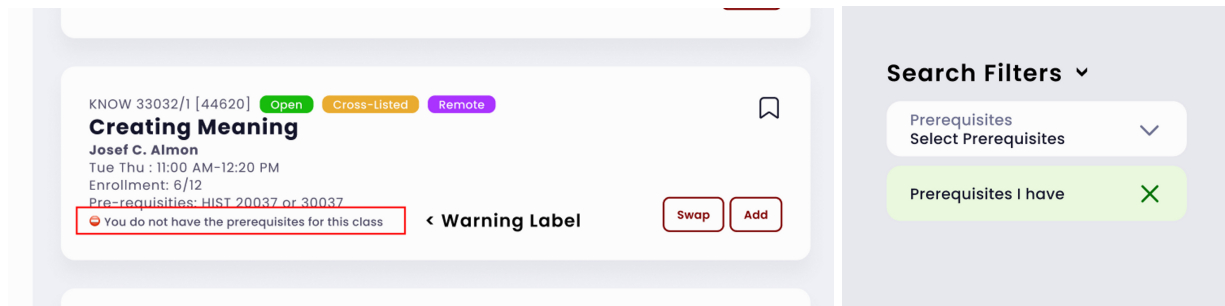 KNOW 33032/1 [44620] Open Cross-Listed Remote
Creating Meaning
Josef C. Almon
Tue Thu : 11:00 AM-12:20 PM
Enrollment: 6/12
Pre-requisities: HIST 20037 or 30037
You do not have the prerequisites for this class
< Warning Label
Swap Add
Search Filters
Prerequisites
Select Prerequisites
Prerequisites I have